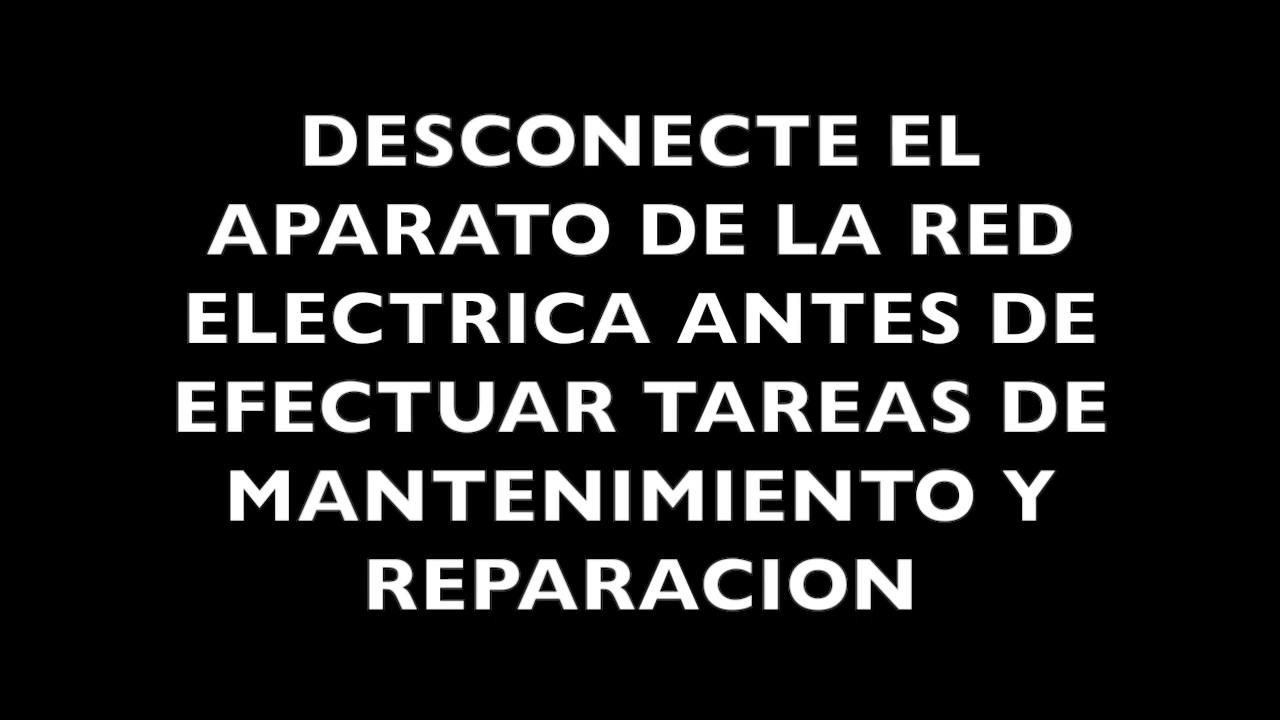 DESCONECTE EL
APARATO DE LA RED
ELECTRICA ANTES DE
EFECTUAR TAREAS DE
MANTENIMIENTO Y
REPARACION